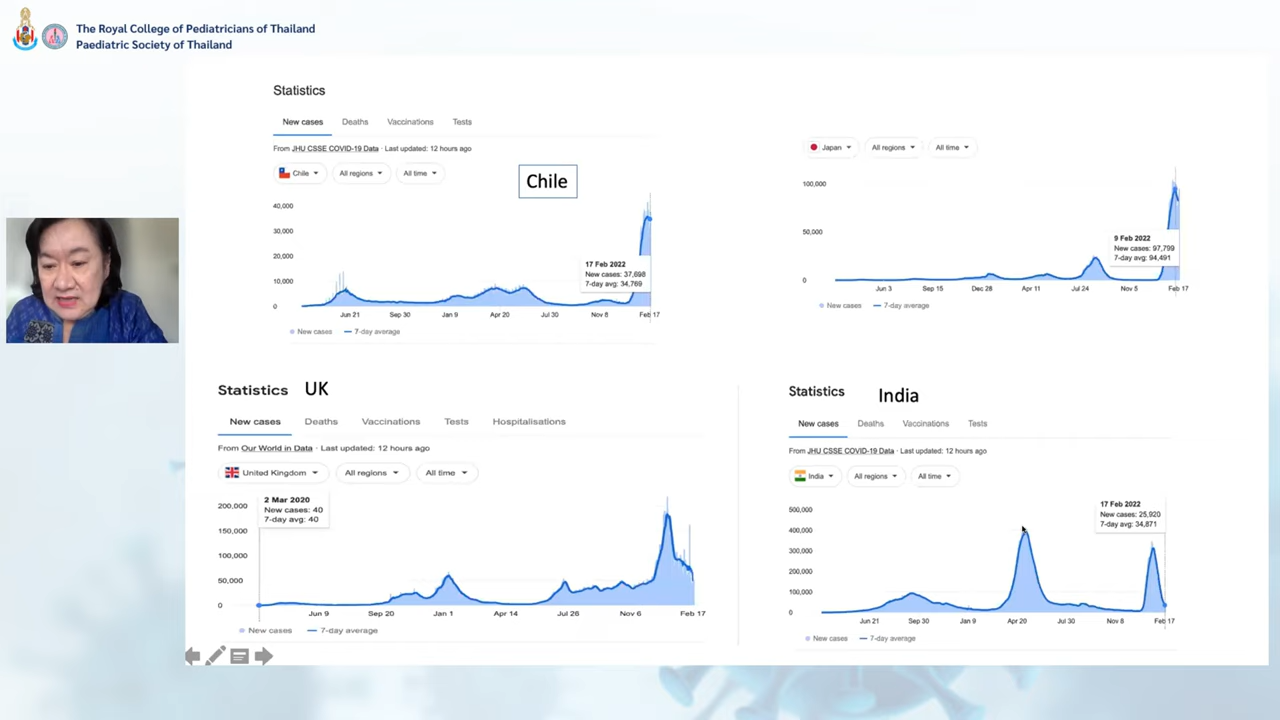 The Royal College of Pediatricians of Thailand
Paediatric Society of Thailand
Statistics
New cases Deaths Vaccinations Tests
From JHU CSSE COVID-19 Data · Last updated: 12 hours ago
Chile All regions All time
Chile
40,000
30,000
20,000
10,000
0
17 Feb 2022
New cases: 37,698
7-day avg: 34,769
Jun 21 Sep 30 Jan 9 Apr 20 Jul 30 Nov 8 Feb 17
New cases 7-day average
Japan All regions All time
100,000
50,000
0
9 Feb 2022
New cases: 97,799
7-day avg: 94,491
Jun 3 Sep 15 Dec 28 Apr 11 Jul 24 Nov 5 Feb 17
New cases 7-day average
Statistics UK
New cases Deaths Vaccinations Tests Hospitalisations
From Our World in Data · Last updated: 12 hours ago
United Kingdom All regions All time
200,000
150,000
100,000
50,000
0
2 Mar 2020
New cases: 40
7-day avg: 40
Jun 9 Sep 20 Jan 1 Apr 14 Jul 26 Nov 6 Feb 17
New cases 7-day average
Statistics India
New cases Deaths Vaccinations Tests
From JHU CSSE COVID-19 Data · Last updated: 12 hours ago
India All regions All time
500,000
400,000
300,000
200,000
100,000
0
17 Feb 2022
New cases: 25,920
7-day avg: 34,871
Jun 21 Sep 30 Jan 9 Apr 20 Jul 30 Nov 8 Feb 17
New cases 7-day average